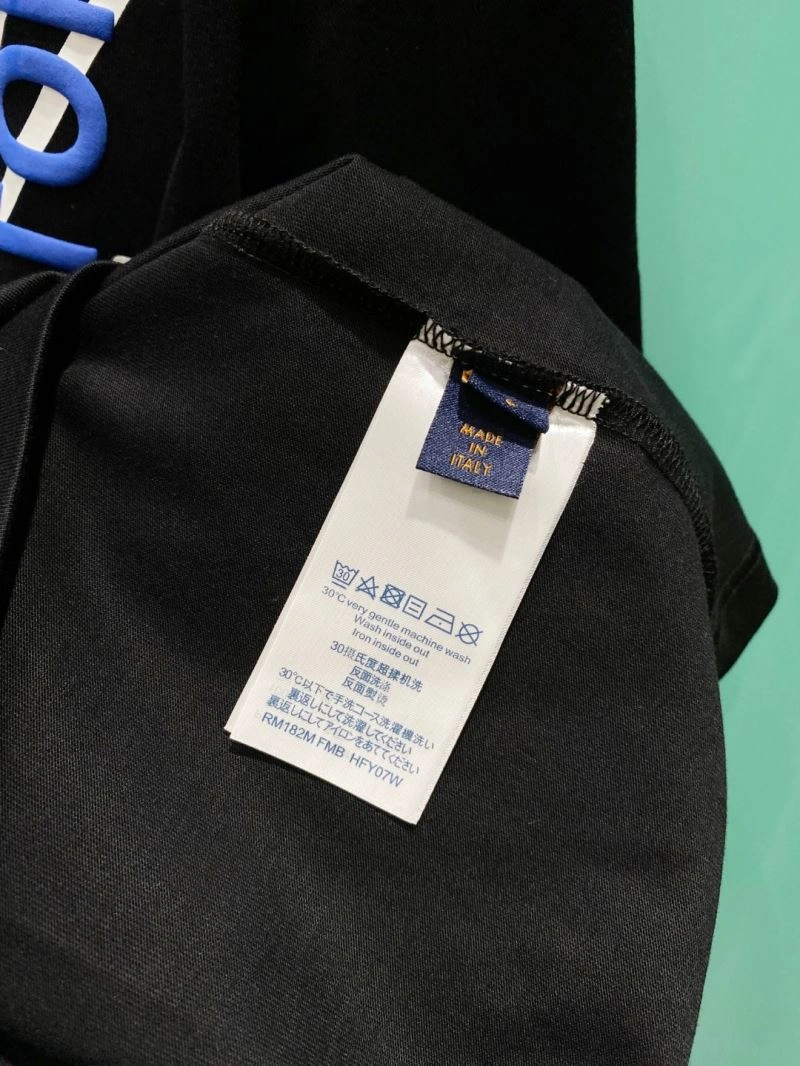 MADE
IN
ITALY
30
30°C very gentle machine wash
Wash inside out
Iron inside out
30摄氏度超揉机洗
反面洗涤
反面製烫
30°C以下で手洗コース洗濯機洗い
裏返しにして洗濯してください
裏返しにしてアイロンをあててください
RM182M FMB HFY07W